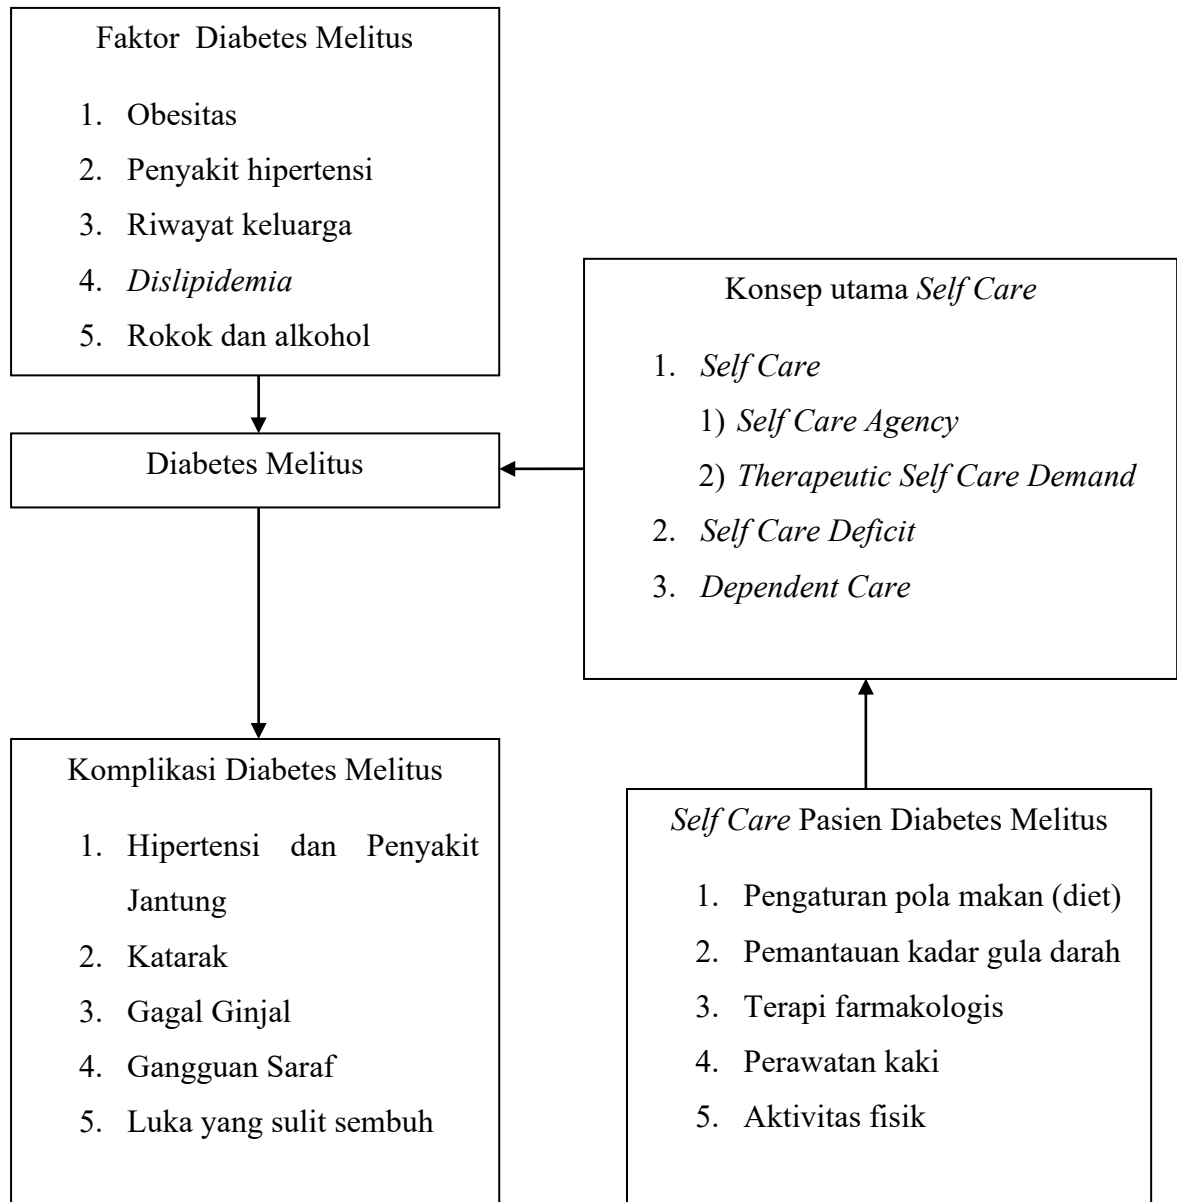 Faktor Diabetes Melitus
1. Obesitas
2. Penyakit hipertensi
3. Riwayat keluarga
4. Dislipidemia
5. Rokok dan alkohol
Diabetes Melitus
Konsep utama Self Care
1. Self Care
1) Self Care Agency
2) Therapeutic Self Care Demand
2. Self Care Deficit
3. Dependent Care
Komplikasi Diabetes Melitus
1. Hipertensi dan Penyakit
Jantung
2. Katarak
3. Gagal Ginjal
4. Gangguan Saraf
5. Luka yang sulit sembuh
Self Care Pasien Diabetes Melitus
1. Pengaturan pola makan (diet)
2. Pemantauan kadar gula darah
3. Terapi farmakologis
4. Perawatan kaki
5. Aktivitas fisik